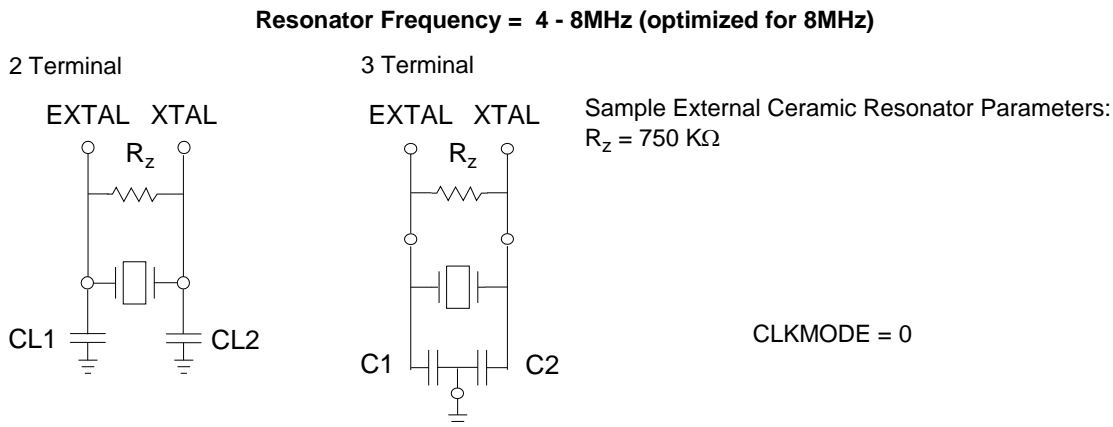 Resonator Frequency = 4 - 8MHz (optimized for 8MHz)
2 Terminal
3 Terminal
EXTAL XTAL
Rz
CL1
CL2
EXTAL XTAL
Rz
C1
C2
Sample External Ceramic Resonator Parameters:
Rz = 750 KΩ
CLKMODE = 0